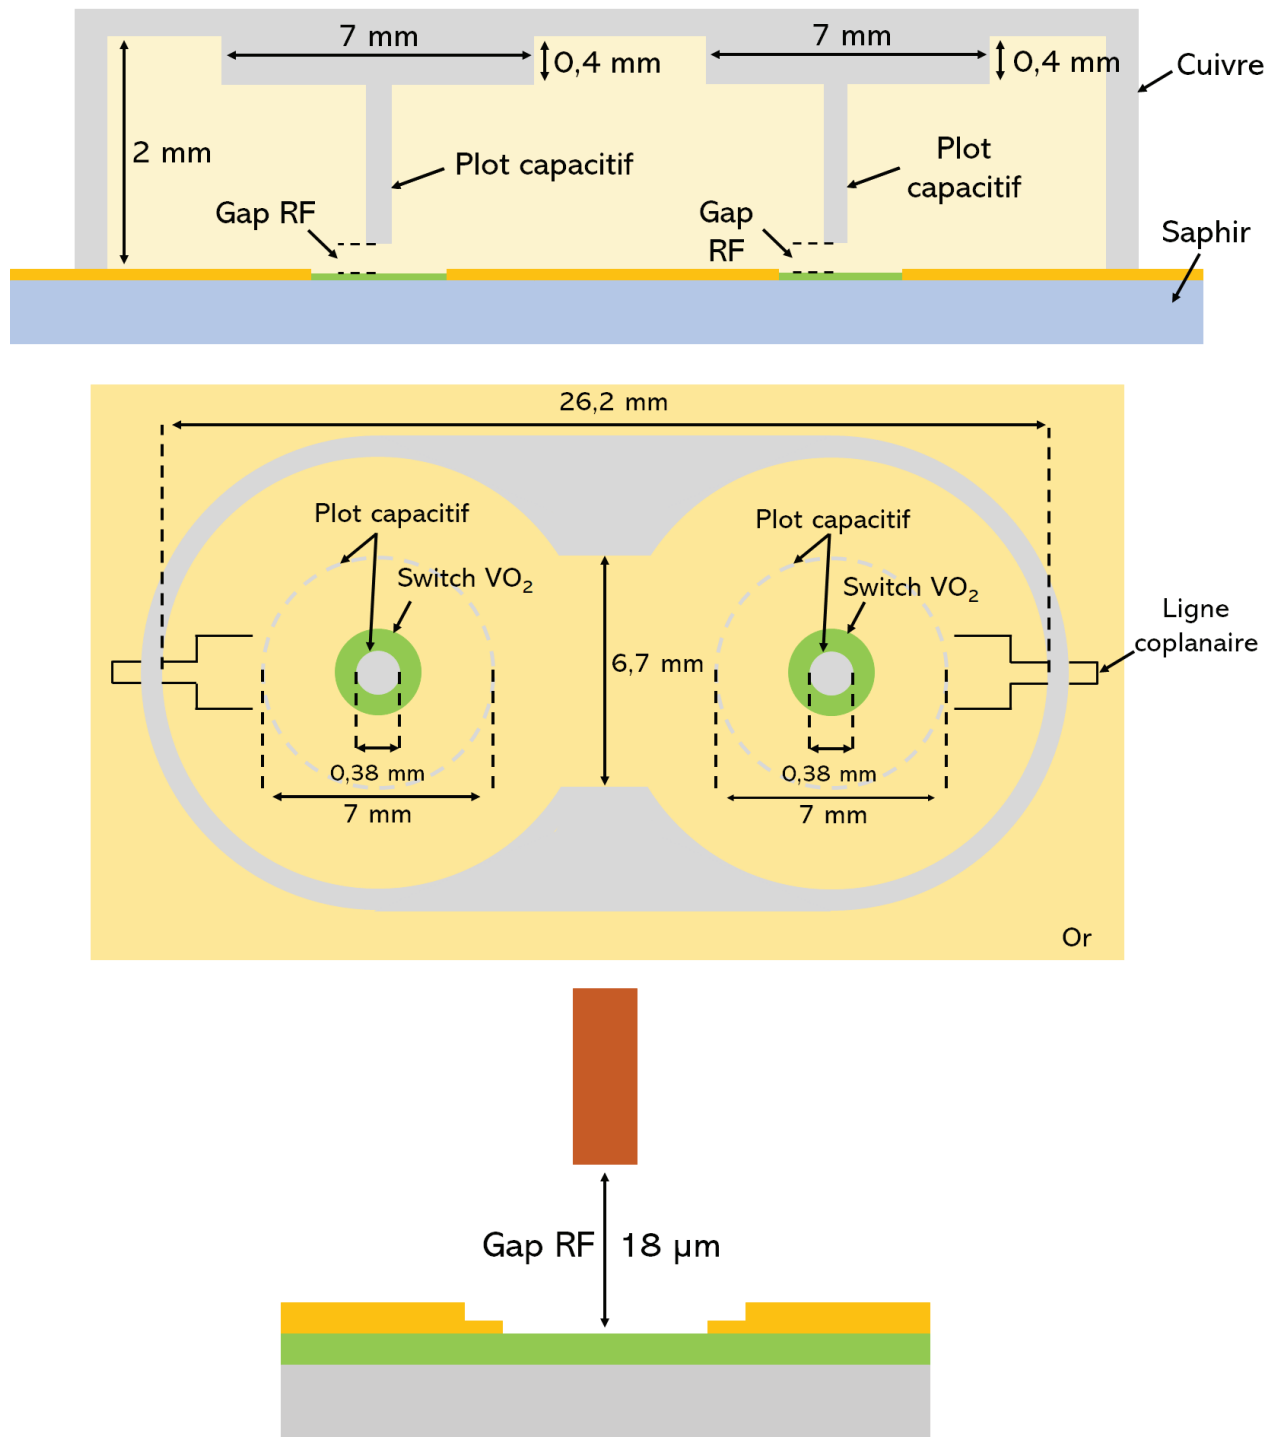 7 mm
7 mm
0,4 mm
0,4 mm
Cuivre
2 mm
Plot capacitif
Plot
capacitif
Gap RF
Gap
RF
Saphir
26,2 mm
Plot capacitif
Plot capacitif
Switch VO₂
Switch VO₂
Ligne
coplanaire
6,7 mm
0,38 mm
0,38 mm
7 mm
7 mm
Or
Gap RF
18 µm